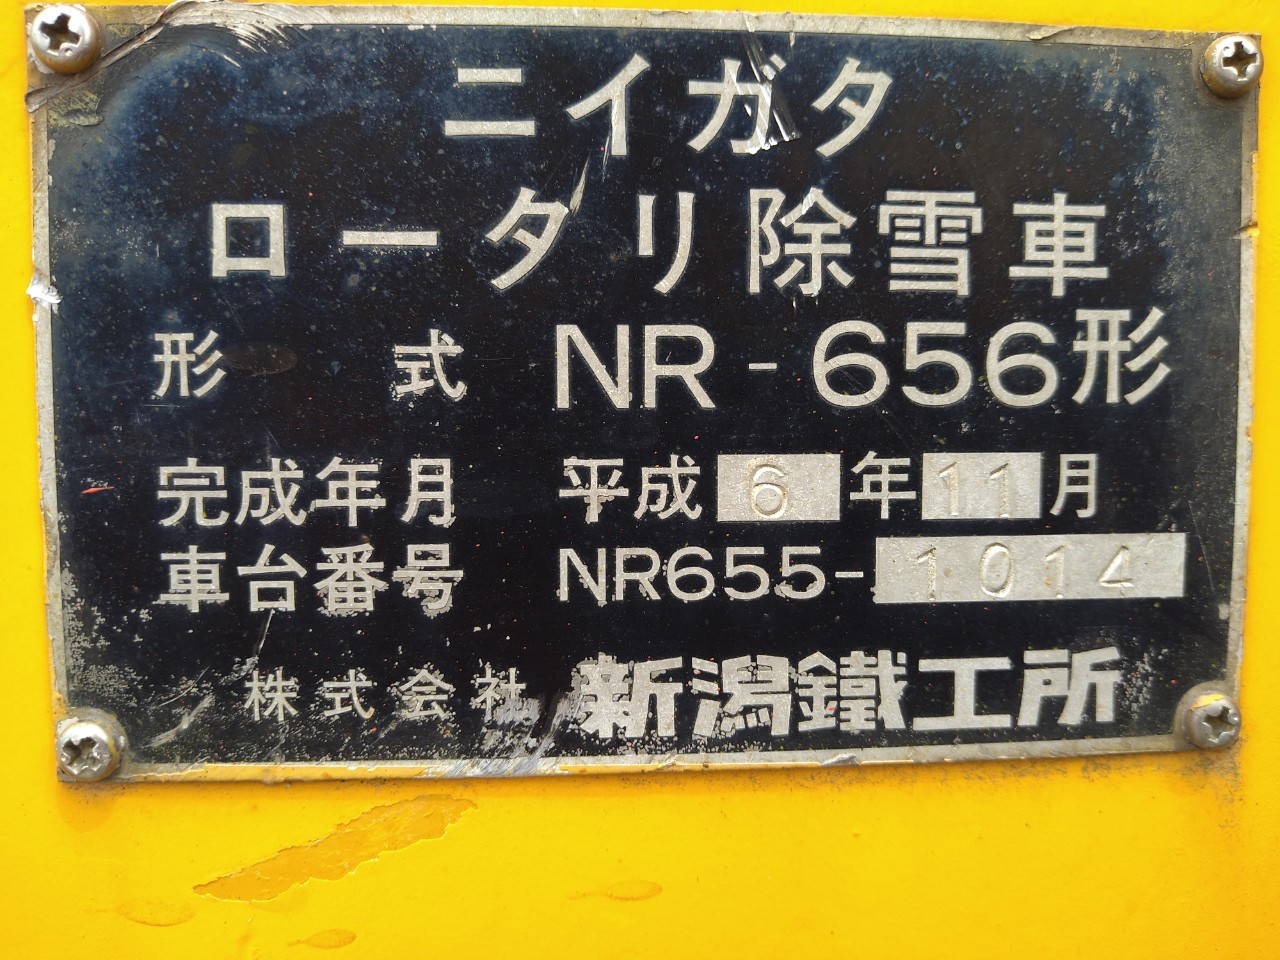 ニイガタ
ロータリ除雪車
形式 NR-656形
完成年月 平成6年11月
車台番号 NR655-1014
株式会社 新潟鐵工所